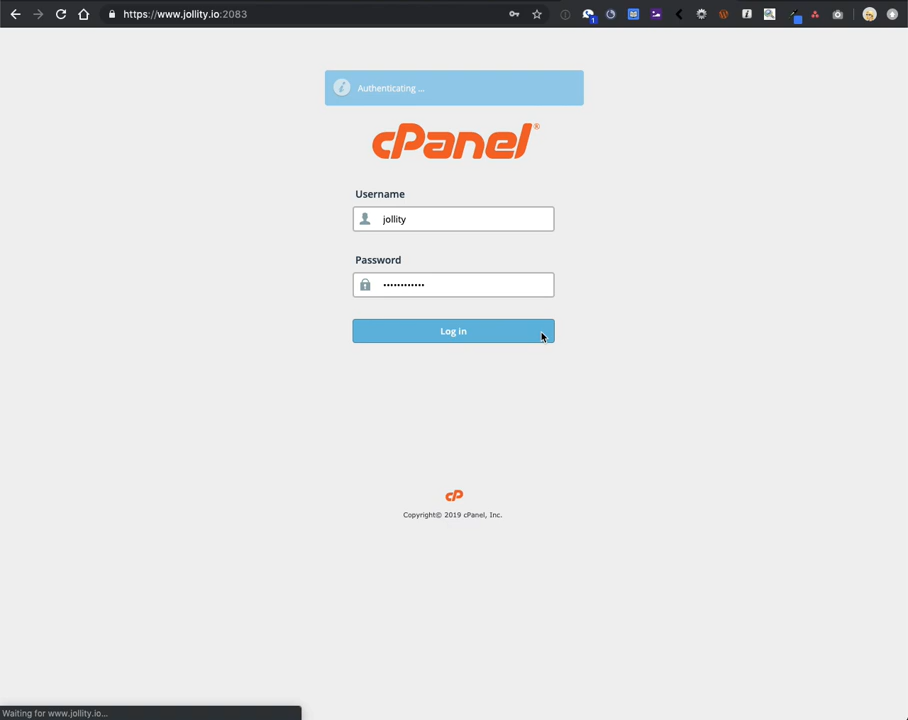 https://www.jollity.io:2083
1
Authenticating ...
cPanel®
Username
jollity
Password
••••••••••••
Log in
cP
Copyright© 2019 cPanel, Inc.
Waiting for www.jollity.io...